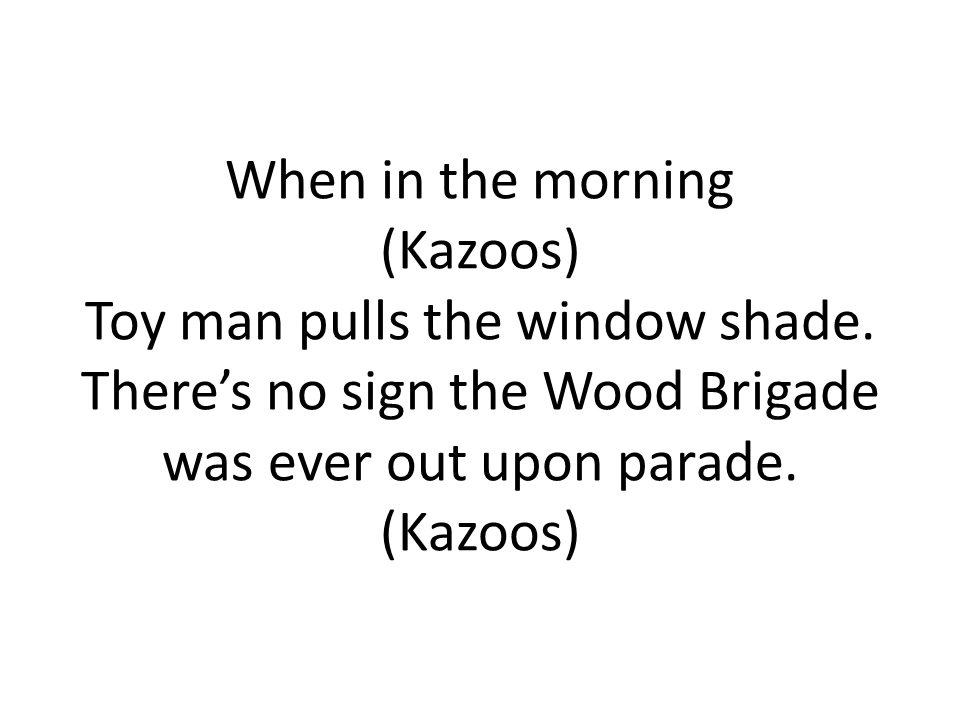 When in the morning
(Kazoos)
Toy man pulls the window shade.
There’s no sign the Wood Brigade
was ever out upon parade.
(Kazoos)